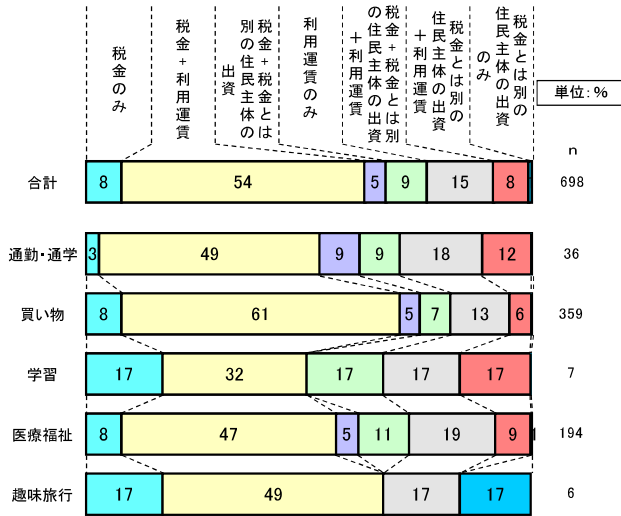 税金のみ
税金+利用運賃
税金+税金とは
別の住民主体の
出資
利用運賃のみ
税金+税金とは別
の住民主体の出資
+利用運賃
税金とは別の
住民主体の出資
+利用運賃
税金とは別の
住民主体の出資
のみ
単位:%
n
合計 8 54 5 9 15 8 698
通勤・通学 3 49 9 9 18 12 36
買い物 8 61 5 7 13 6 359
学習 17 32 17 17 17 7
医療福祉 8 47 5 11 19 9 1 194
趣味旅行 17 49 17 17 6